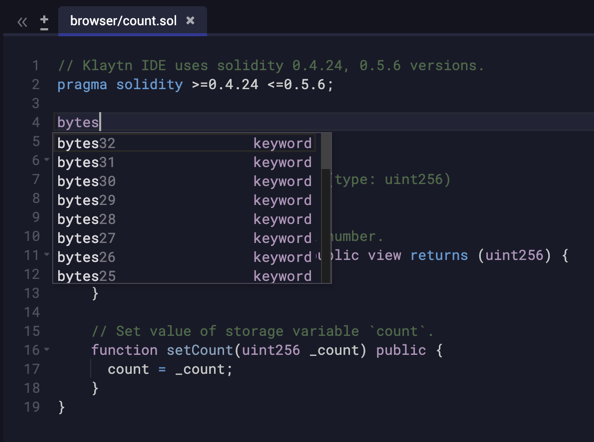 browser/count.sol
1 // Klaytn IDE uses solidity 0.4.24, 0.5.6 versions.
2 pragma solidity >=0.4.24 <=0.5.6;
3
4 bytes
5 bytes32 keyword
6 bytes31 keyword
7 bytes30 keyword (type: uint256)
8 bytes29 keyword
9 bytes28 keyword
10 bytes27 keyword number.
11 bytes26 keyword public view returns (uint256) {
12 bytes25 keyword
13 }
14
15 // Set value of storage variable `count`.
16 function setCount(uint256 _count) public {
17 count = _count;
18 }
19 }